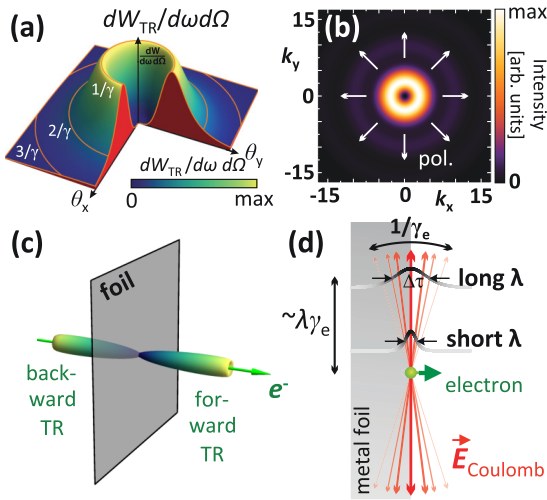 (a)
dW_TR/dωdΩ
dW
dωdΩ
1/γ
2/γ
3/γ
θ_y
θ_x
dW_TR/dω dΩ
0
max
(b)
k_y
15
0
-15
-15
0
15
k_x
pol.
max
0
Intensity
[arb. units]
(c)
foil
back-
ward
TR
for-
ward
TR
e⁻
(d)
1/γ_e
Δτ
long λ
~λγ_e
short λ
electron
metal foil
E_Coulomb